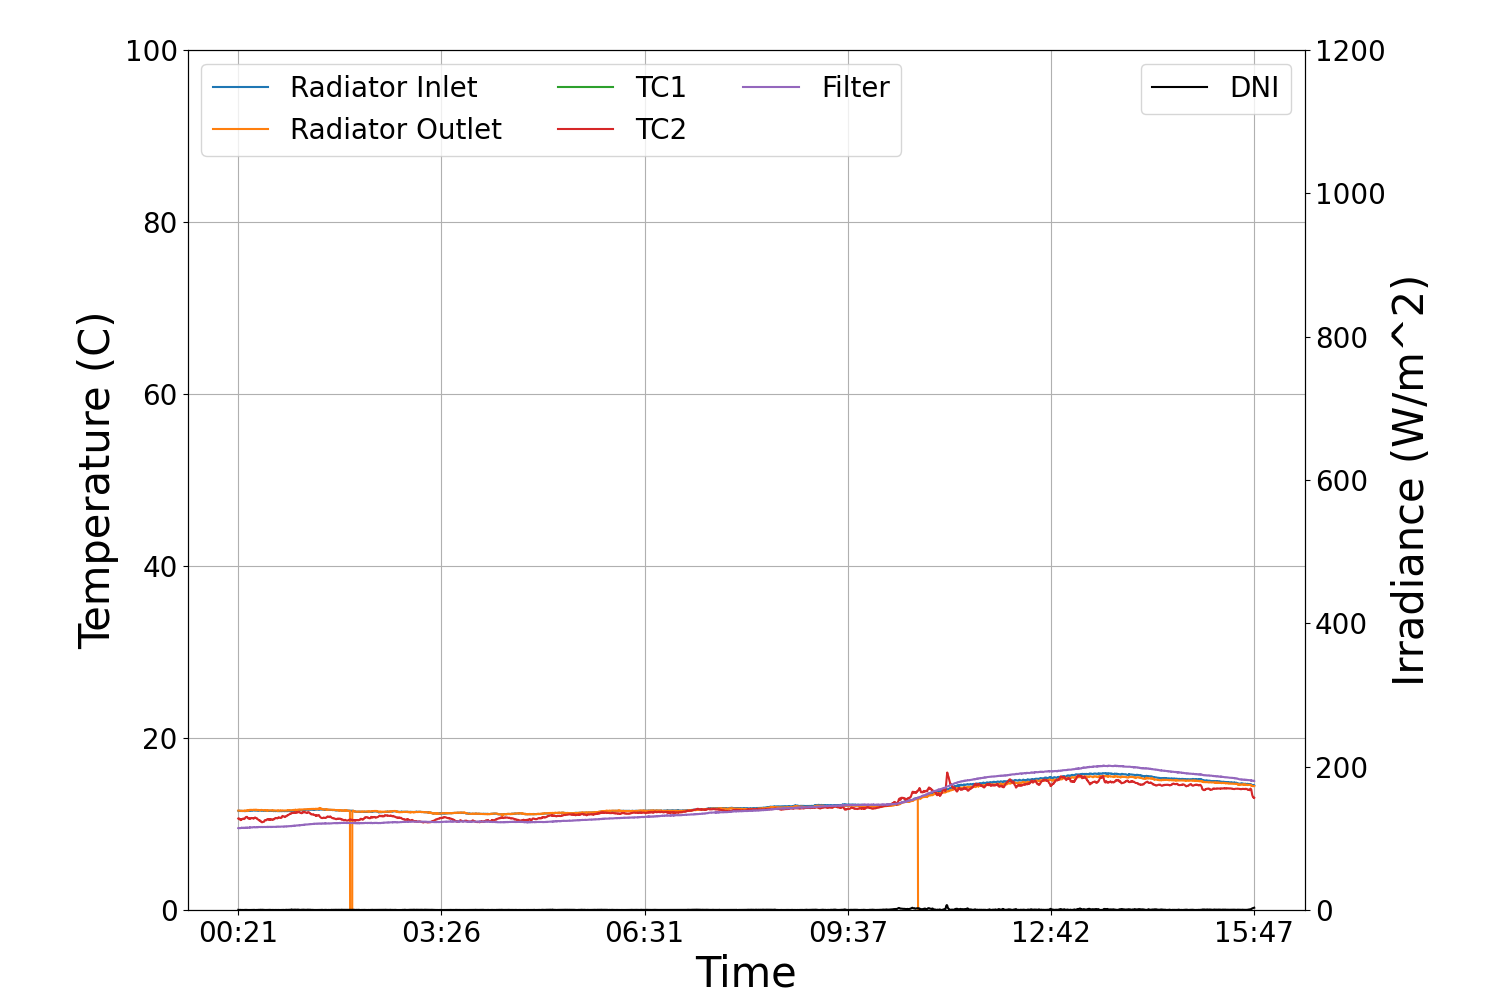 Radiator Inlet
Radiator Outlet
TC1
TC2
Filter
DNI
100
80
60
40
20
0
Temperature (C)
1200
1000
800
600
400
200
0
Irradiance (W/m^2)
00:21 03:26 06:31 09:37 12:42 15:47
Time